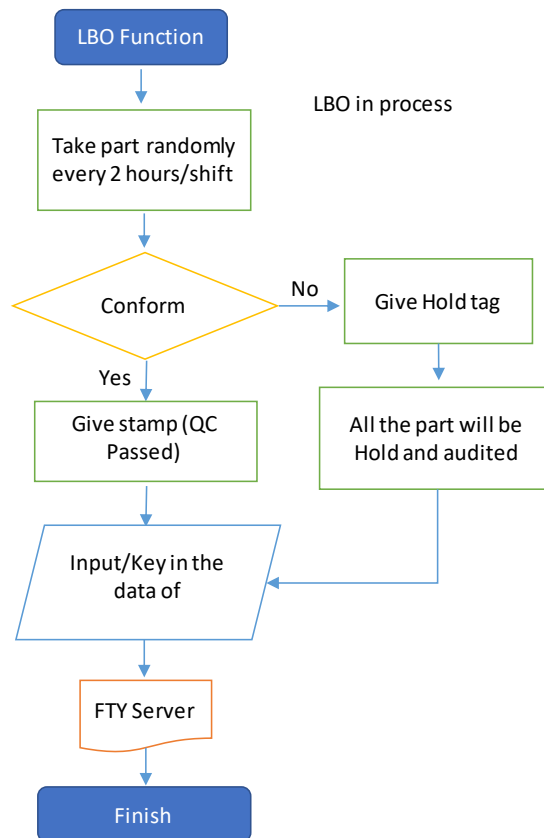 LBO Function
LBO in process
Take part randomly
every 2 hours/shift
Conform
No
Give Hold tag
Yes
Give stamp (QC
Passed)
All the part will be
Hold and audited
Input/Key in the
data of
FTY Server
Finish